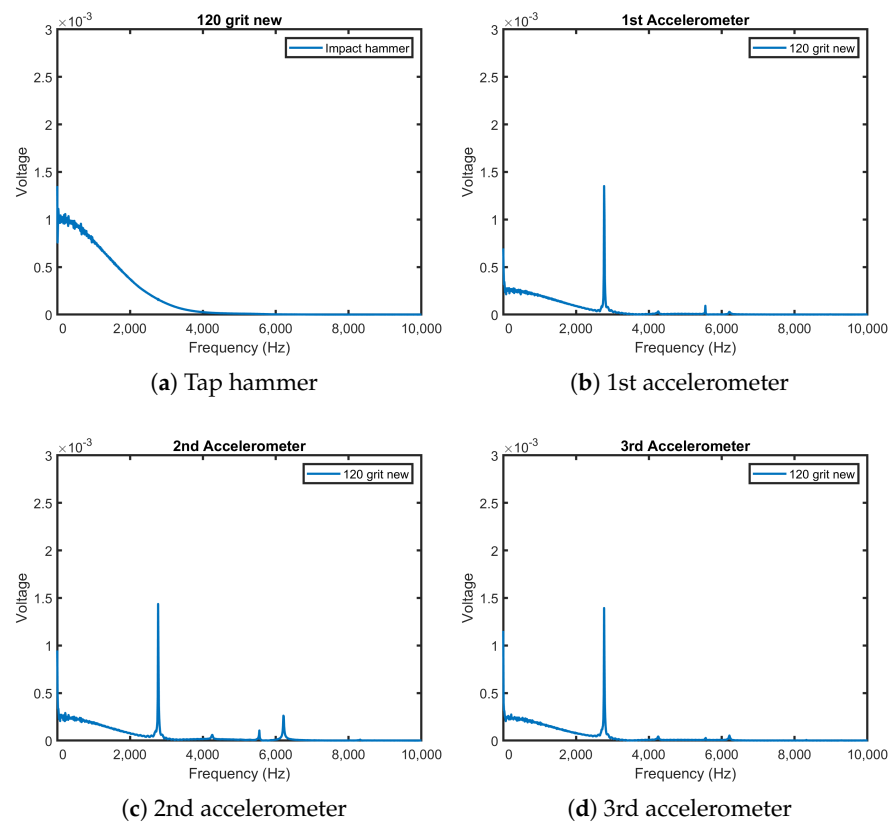 120 grit new
×10⁻³
Impact hammer
3
2.5
2
1.5
1
0.5
0
Voltage
0 2,000 4,000 6,000 8,000 10,000
Frequency (Hz)
(a) Tap hammer
1st Accelerometer
×10⁻³
120 grit new
3
2.5
2
1.5
1
0.5
0
Voltage
0 2,000 4,000 6,000 8,000 10,000
Frequency (Hz)
(b) 1st accelerometer
2nd Accelerometer
×10⁻³
120 grit new
3
2.5
2
1.5
1
0.5
0
Voltage
0 2,000 4,000 6,000 8,000 10,000
Frequency (Hz)
(c) 2nd accelerometer
3rd Accelerometer
×10⁻³
120 grit new
3
2.5
2
1.5
1
0.5
0
Voltage
0 2,000 4,000 6,000 8,000 10,000
Frequency (Hz)
(d) 3rd accelerometer